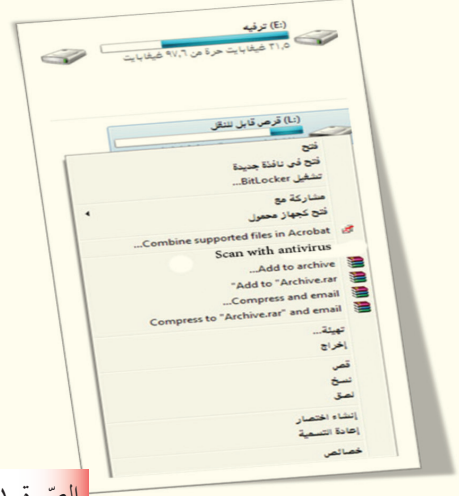 ترفيه (E:)
٣١,٥ غيغابايت حرة من ٩٧,٦ غيغابايت
قرص قابل للنقل (L:)
فتح
فتح في نافذة جديدة
تشغيل BitLocker...
مشاركة مع
فتح كجهاز محمول
Combine supported files in Acrobat...
Scan with antivirus
Add to archive...
Add to "Archive.rar"
Compress and email...
Compress to "Archive.rar" and email
تهيئة...
إخراج
قص
نسخ
لصق
إنشاء اختصار
إعادة التسمية
خصائص